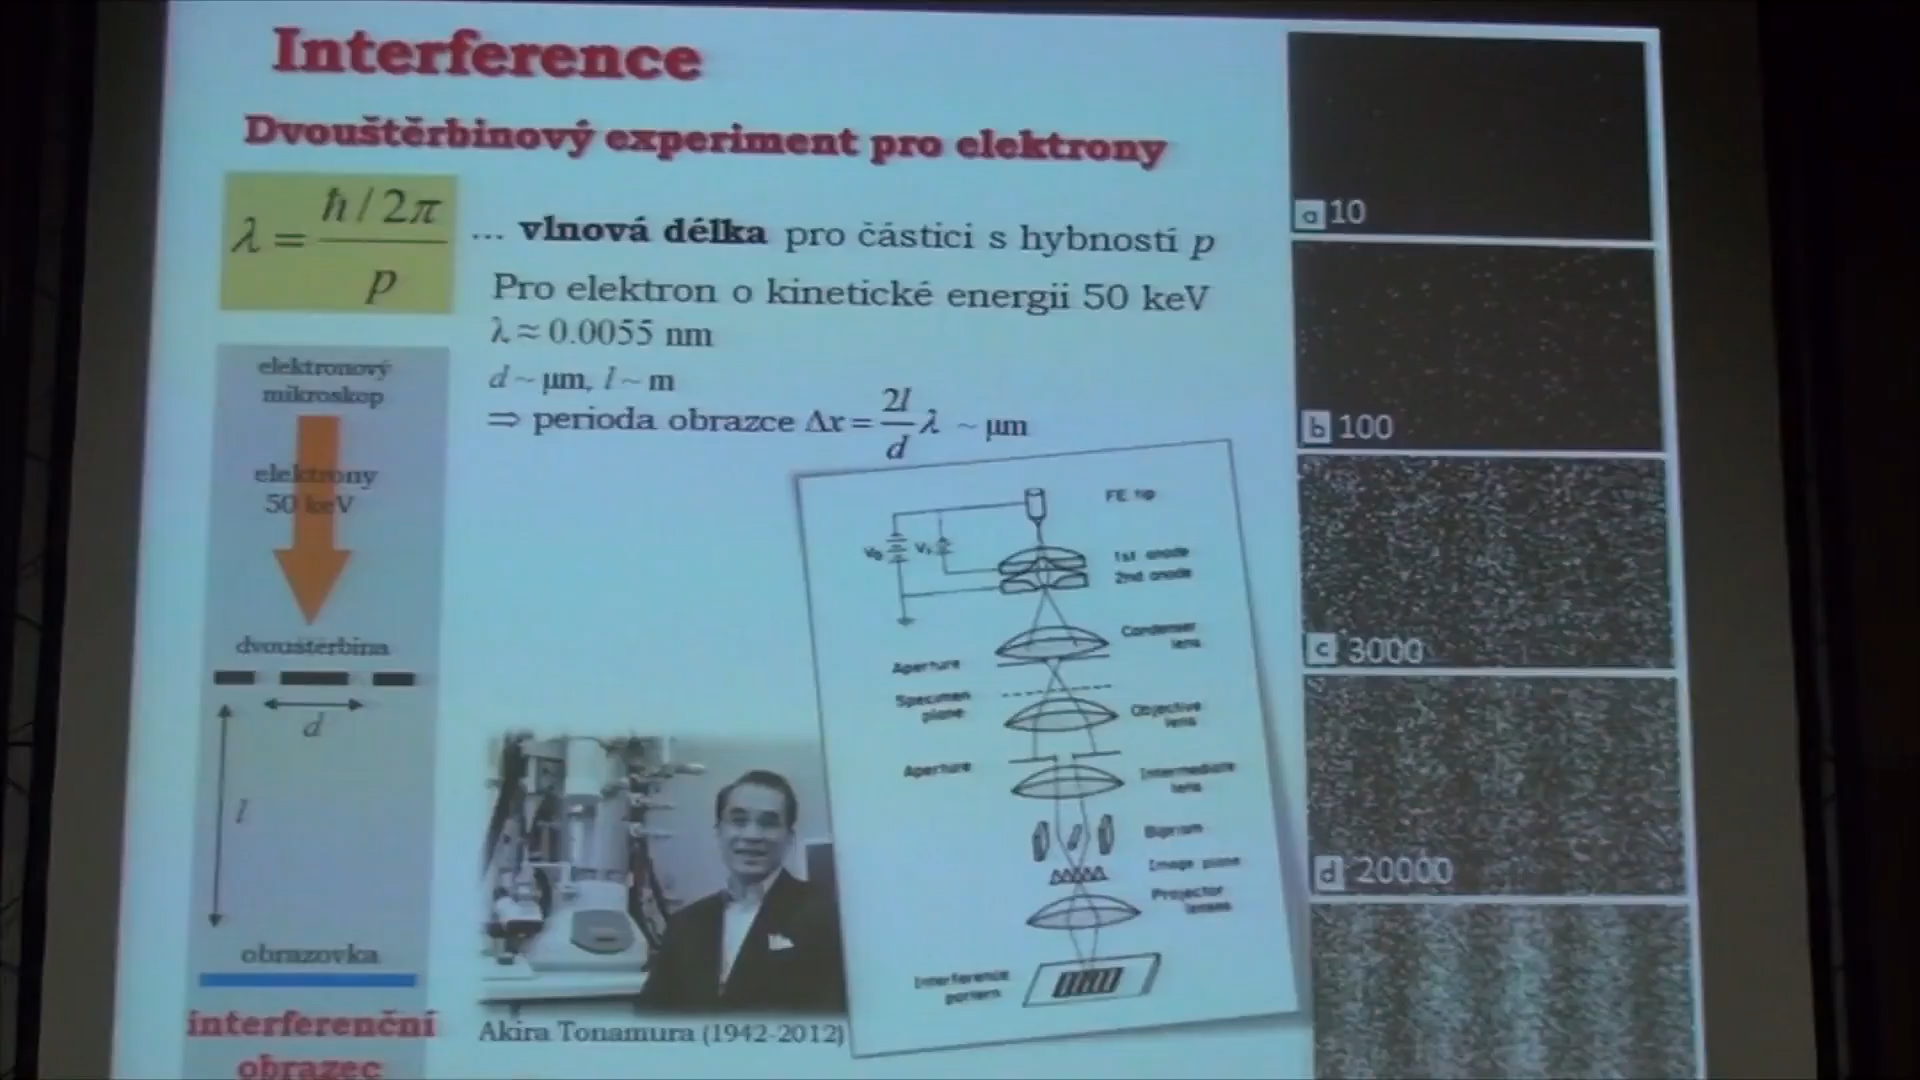 Interference
Dvouštěrbinový experiment pro elektrony
λ = ħ / 2π / p
... vlnová délka pro částici s hybností p
Pro elektron o kinetické energii 50 keV
λ ≈ 0.0055 nm
d ~ μm, l ~ m
⇒ perioda obrazce Δx = 2l/d λ ~ μm
elektronový
mikroskop
elektrony
50 keV
dvouštěrbina
d
l
obrazovka
interferenční
obrazec
Akira Tonamura (1942-2012)
FE tip
V₁
1st anode
2nd anode
Condenser
lens
Aperture
Specimen
plane
Objective
lens
Aperture
Intermediate
lens
Biprism
Image plane
Projector
lenses
Interference
pattern
a 10
b 100
c 3000
d 20000